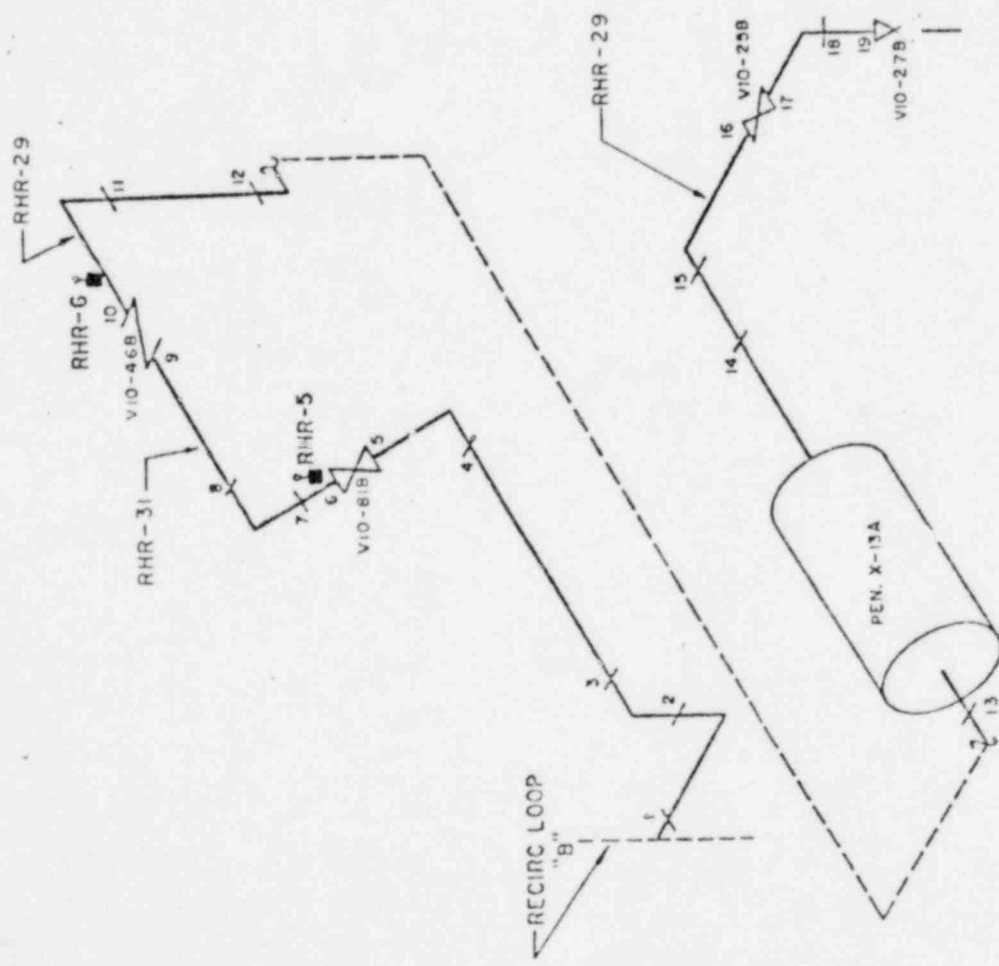 RHR-29
11
12
RHR-6
10
V10-46B
9
RHR-31
8
7
RHR-5
6
5
V10-81B
4
3
2
1
RECIRC LOOP
"B"
RHR-29
V10-25B
16
17
18
19
V10-27B
15
14
PEN. X-13A
13